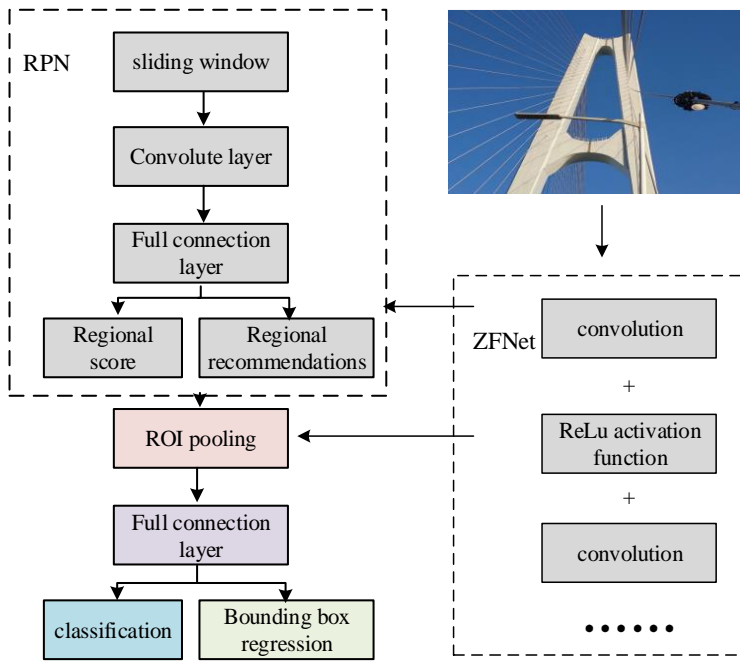 RPN
sliding window
Convolute layer
Full connection
layer
Regional
score
Regional
recommendations
ROI pooling
Full connection
layer
classification
Bounding box
regression
ZFNet
convolution
+
ReLu activation
function
+
convolution
......